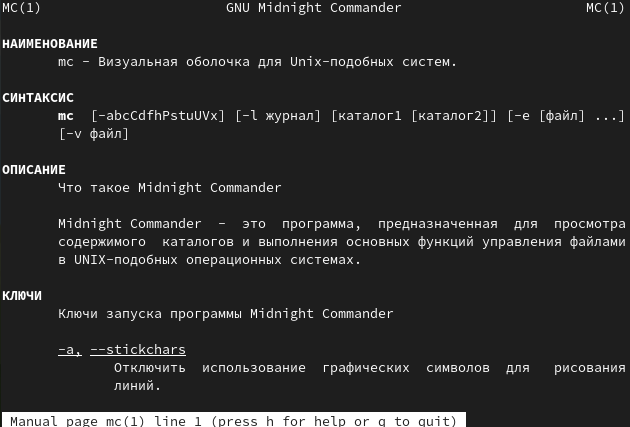 MC(1) GNU Midnight Commander MC(1)
НАИМЕНОВАНИЕ
mc - Визуальная оболочка для Unix-подобных систем.
СИНТАКСИС
mc [-abcCdfhPstuUVx] [-l журнал] [каталог1 [каталог2]] [-e [файл] ...]
[-v файл]
ОПИСАНИЕ
Что такое Midnight Commander
Midnight Commander - это программа, предназначенная для просмотра
содержимого каталогов и выполнения основных функций управления файлами
в UNIX-подобных операционных системах.
КЛЮЧИ
Ключи запуска программы Midnight Commander
-a, --stickchars
Отключить использование графических символов для рисования
линий.
Manual page mc(1) line 1 (press h for help or q to quit)